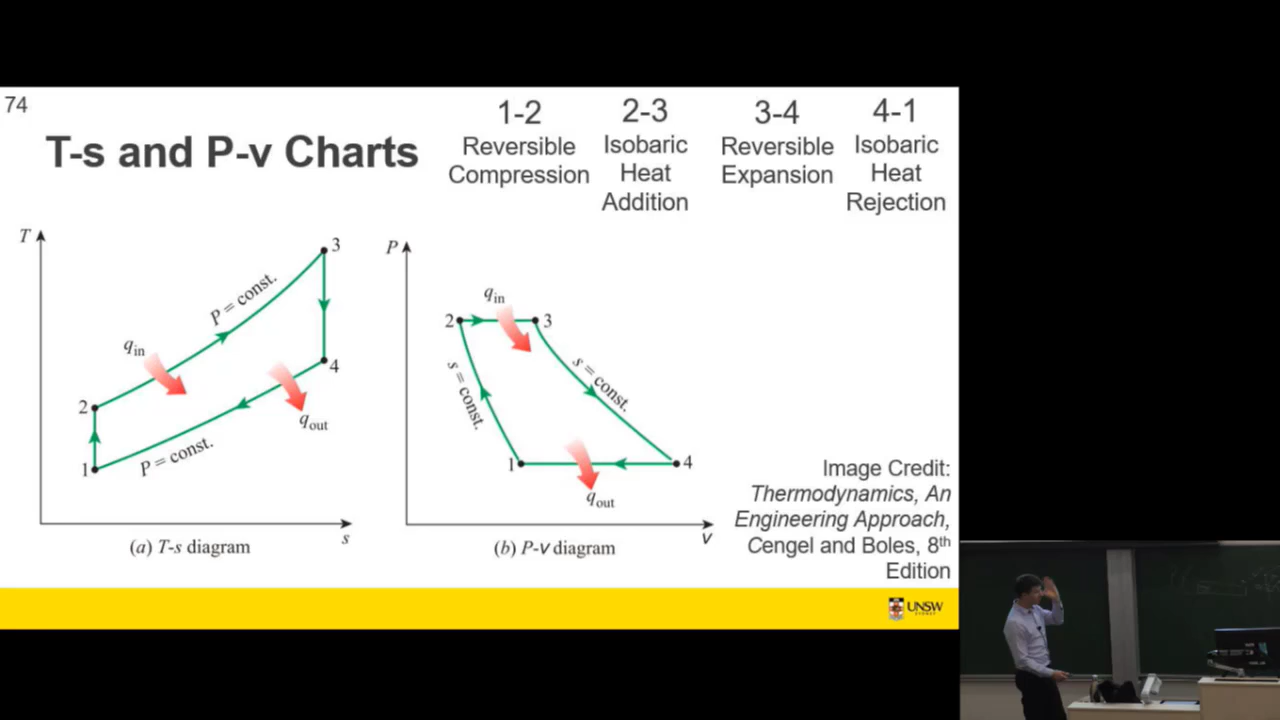 74
T-s and P-v Charts
1-2
Reversible
Compression
2-3
Isobaric
Heat
Addition
3-4
Reversible
Expansion
4-1
Isobaric
Heat
Rejection
T
3
P = const.
q_in
2
4
q_out
P = const.
1
s
(a) T-s diagram
P
q_in
2
3
s = const.
s = const.
1
4
q_out
v
(b) P-v diagram
Image Credit:
Thermodynamics, An
Engineering Approach,
Cengel and Boles, 8th
Edition
UNSW